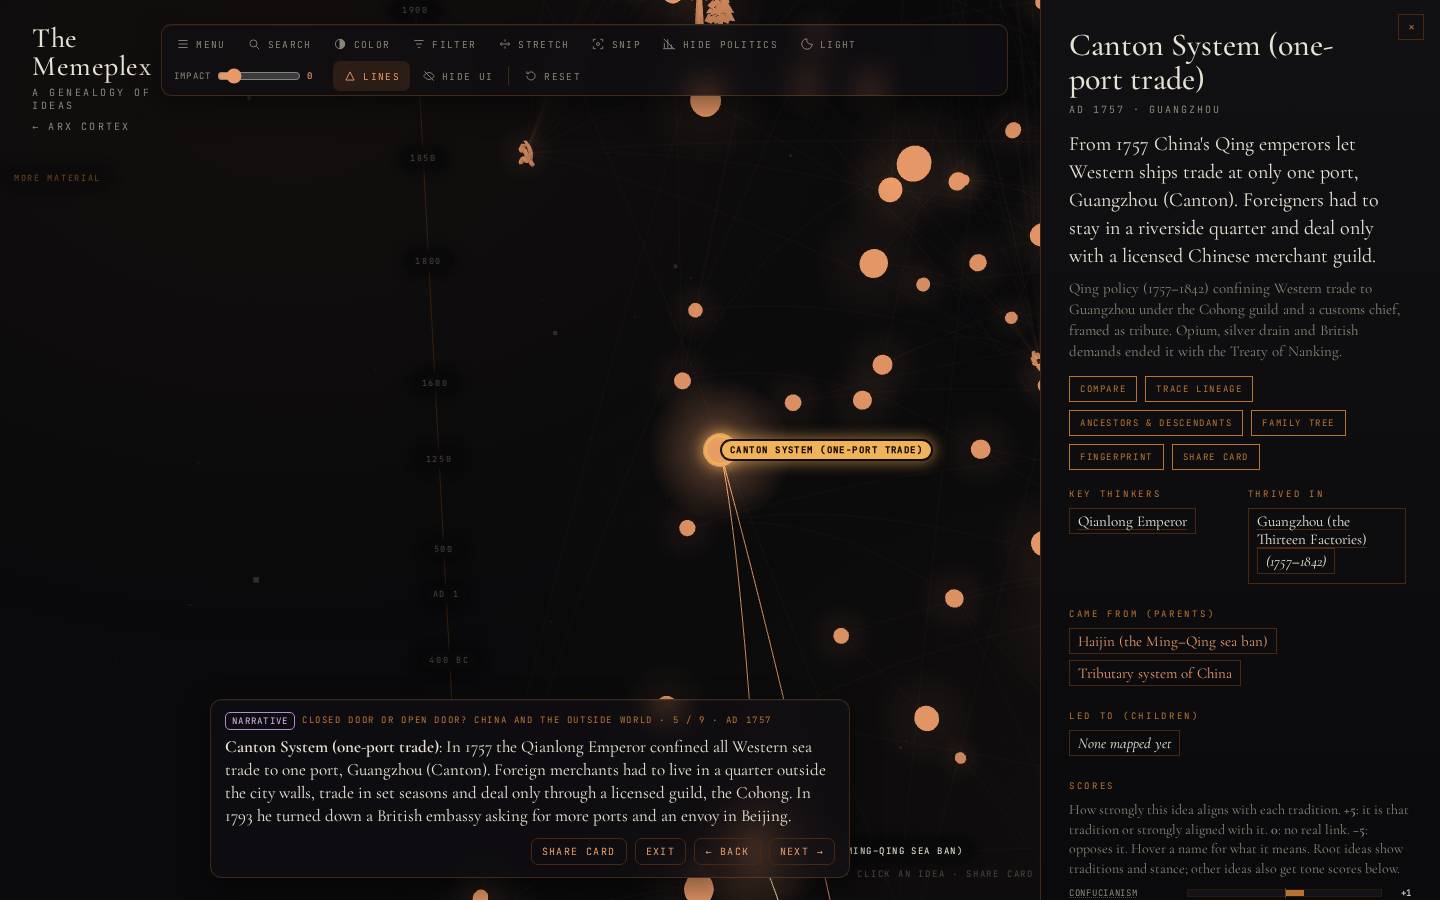 The
Memeplex
A GENEALOGY OF
IDEAS
← ARX CORTEX
MORE MATERIAL
MENU
SEARCH
COLOR
FILTER
STRETCH
SNIP
HIDE POLITICS
LIGHT
IMPACT
0
LINES
HIDE UI
RESET
1900
1850
1800
1600
1250
500
AD 1
400 BC
CANTON SYSTEM (ONE-PORT TRADE)
NARRATIVE
CLOSED DOOR OR OPEN DOOR? CHINA AND THE OUTSIDE WORLD · 5 / 9 · AD 1757
Canton System (one-port trade): In 1757 the Qianlong Emperor confined all Western sea
trade to one port, Guangzhou (Canton). Foreign merchants had to live in a quarter outside
the city walls, trade in set seasons and deal only through a licensed guild, the Cohong. In
1793 he turned down a British embassy asking for more ports and an envoy in Beijing.
SHARE CARD
EXIT
← BACK
NEXT →
MING–QING SEA BAN)
CLICK AN IDEA · SHARE CARD
×
Canton System (one-
port trade)
AD 1757 · GUANGZHOU
From 1757 China's Qing emperors let
Western ships trade at only one port,
Guangzhou (Canton). Foreigners had to
stay in a riverside quarter and deal only
with a licensed Chinese merchant guild.
Qing policy (1757–1842) confining Western trade to
Guangzhou under the Cohong guild and a customs chief,
framed as tribute. Opium, silver drain and British
demands ended it with the Treaty of Nanking.
COMPARE
TRACE LINEAGE
ANCESTORS & DESCENDANTS
FAMILY TREE
FINGERPRINT
SHARE CARD
KEY THINKERS
Qianlong Emperor
THRIVED IN
Guangzhou (the
Thirteen Factories)
(1757–1842)
CAME FROM (PARENTS)
Haijin (the Ming–Qing sea ban)
Tributary system of China
LED TO (CHILDREN)
None mapped yet
SCORES
How strongly this idea aligns with each tradition. +5: it is that
tradition or strongly aligned with it. 0: no real link. −5:
opposes it. Hover a name for what it means. Root ideas show
traditions and stance; other ideas also get tone scores below.
CONFUCIANISM
+1